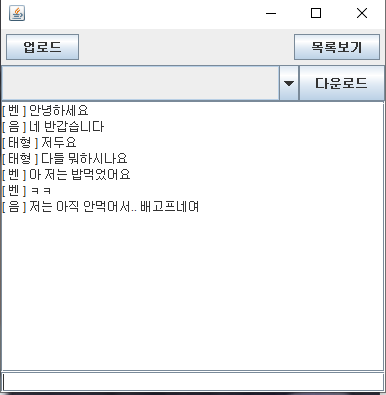 업로드 목록보기
다운로드
[ 벤 ] 안녕하세요
[ 음 ] 네 반갑습니다
[ 태형 ] 저두요
[ 태형 ] 다들 뭐하시나요
[ 벤 ] 아 저는 밥먹었어요
[ 벤 ] ㅋㅋ
[ 음 ] 저는 아직 안먹어서.. 배고프네여